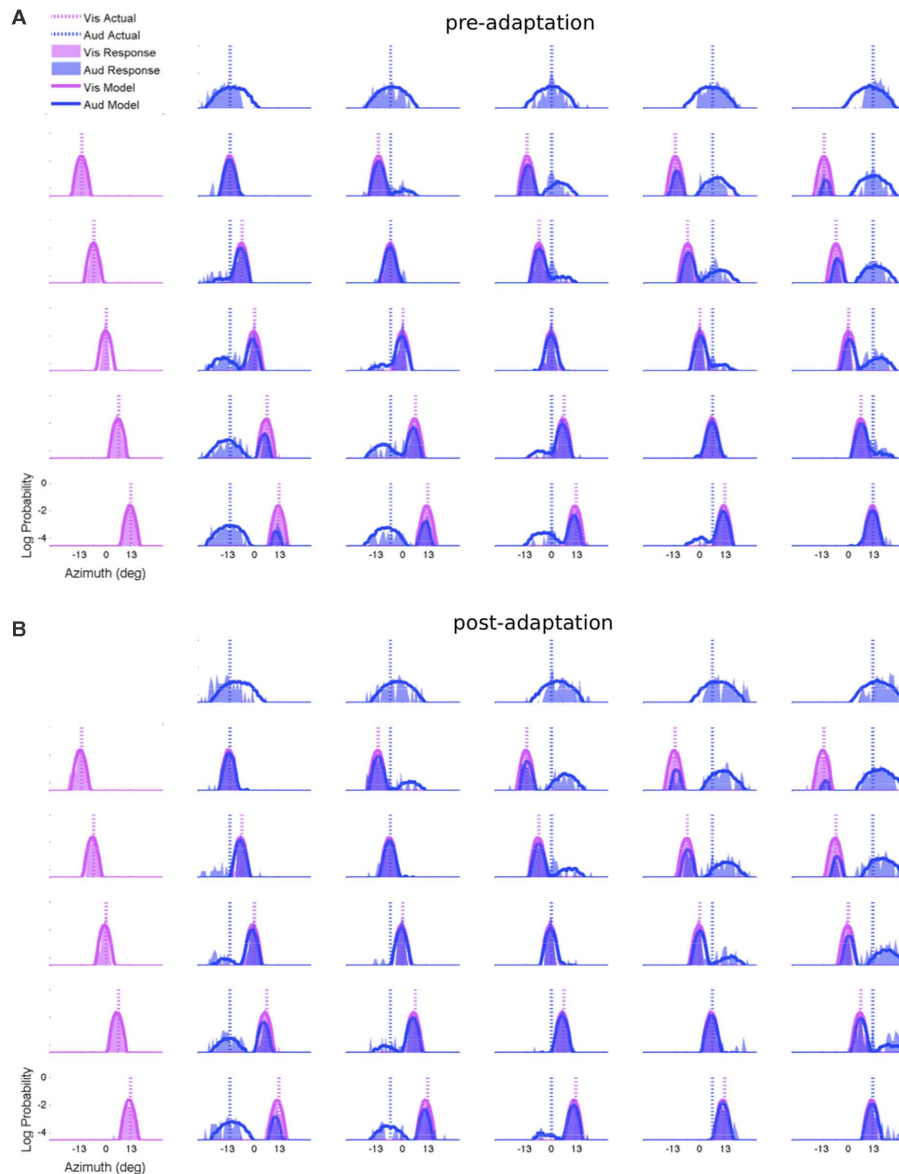 A
Vis Actual
Aud Actual
Vis Response
Aud Response
Vis Model
Aud Model
pre-adaptation
Log Probability
0
-2
-4
-13 0 13
-13 0 13
-13 0 13
-13 0 13
-13 0 13
-13 0 13
Azimuth (deg)
B
post-adaptation
Log Probability
0
-2
-4
-13 0 13
-13 0 13
-13 0 13
-13 0 13
-13 0 13
-13 0 13
Azimuth (deg)